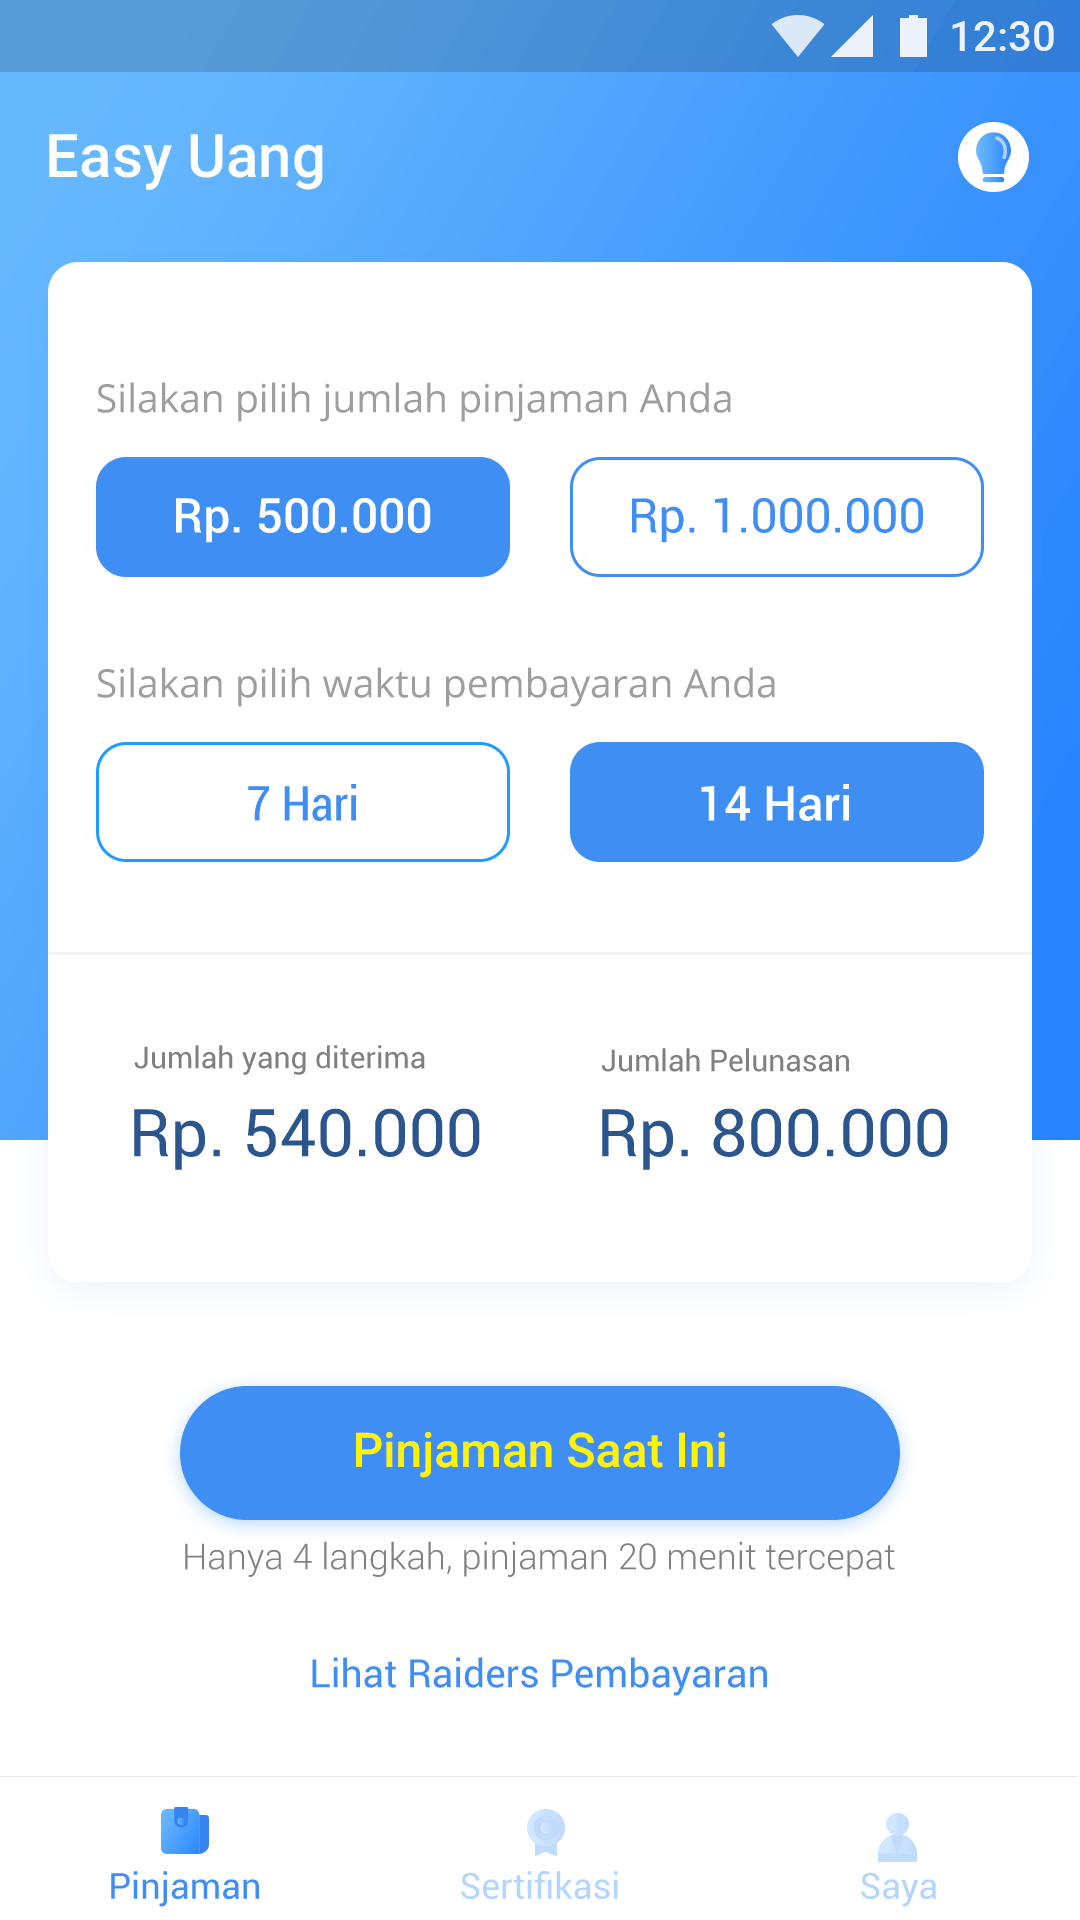 12:30
Easy Uang
Silakan pilih jumlah pinjaman Anda
Rp. 500.000
Rp. 1.000.000
Silakan pilih waktu pembayaran Anda
7 Hari
14 Hari
Jumlah yang diterima
Jumlah Pelunasan
Rp. 540.000
Rp. 800.000
Pinjaman Saat Ini
Hanya 4 langkah, pinjaman 20 menit tercepat
Lihat Raiders Pembayaran
Pinjaman
Sertifikasi
Saya